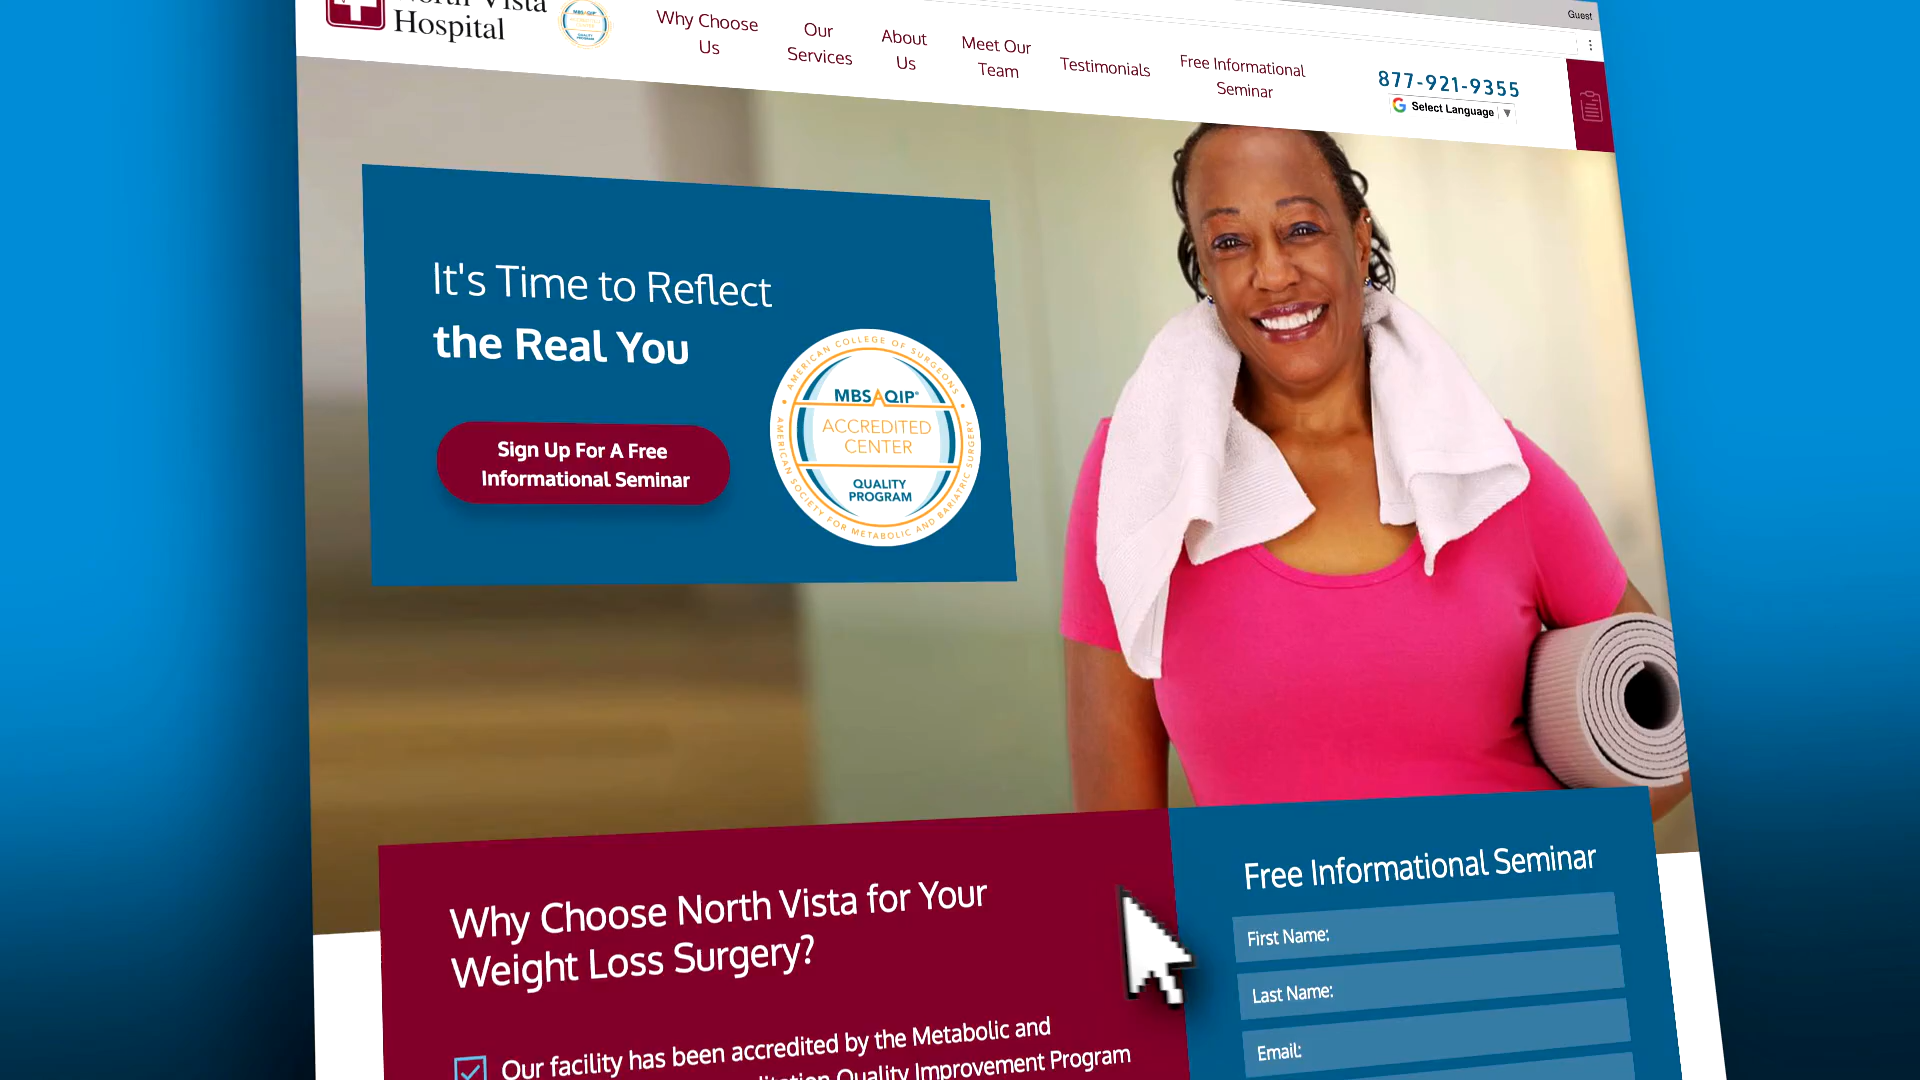 Guest
North Vista
Hospital
Why Choose
Us
Our
Services
About
Us
Meet Our
Team
Testimonials
Free Informational
Seminar
877-921-9355
Select Language
It's Time to Reflect
the Real You
Sign Up For A Free
Informational Seminar
AMERICAN COLLEGE OF SURGEONS
MBSAQIP®
ACCREDITED
CENTER
QUALITY
PROGRAM
AMERICAN SOCIETY FOR METABOLIC AND BARIATRIC SURGERY
Why Choose North Vista for Your
Weight Loss Surgery?
Our facility has been accredited by the Metabolic and
Quality Improvement Program
Free Informational Seminar
First Name:
Last Name:
Email: